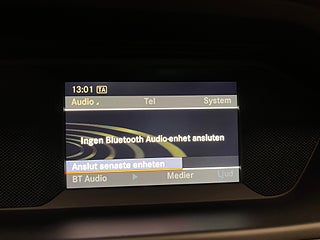 13:01 TA
Audio Tel System
Ingen Bluetooth Audio-enhet ansluten
Anslut senaste enheten
BT Audio Medier Ljud